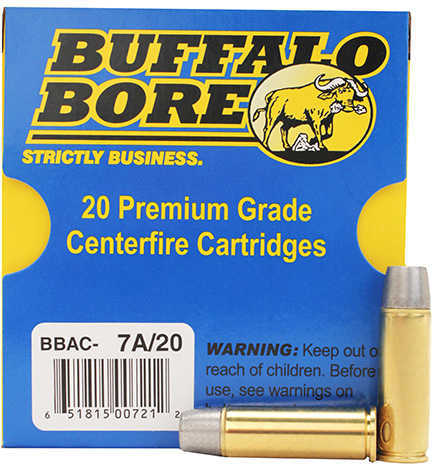 BUFFALO
BORE
STRICTLY BUSINESS.
20 Premium Grade
Centerfire Cartridges
BBAC- 7A/20
6 51815 00721 2
WARNING: Keep out o
reach of children. Before
use, see warnings on